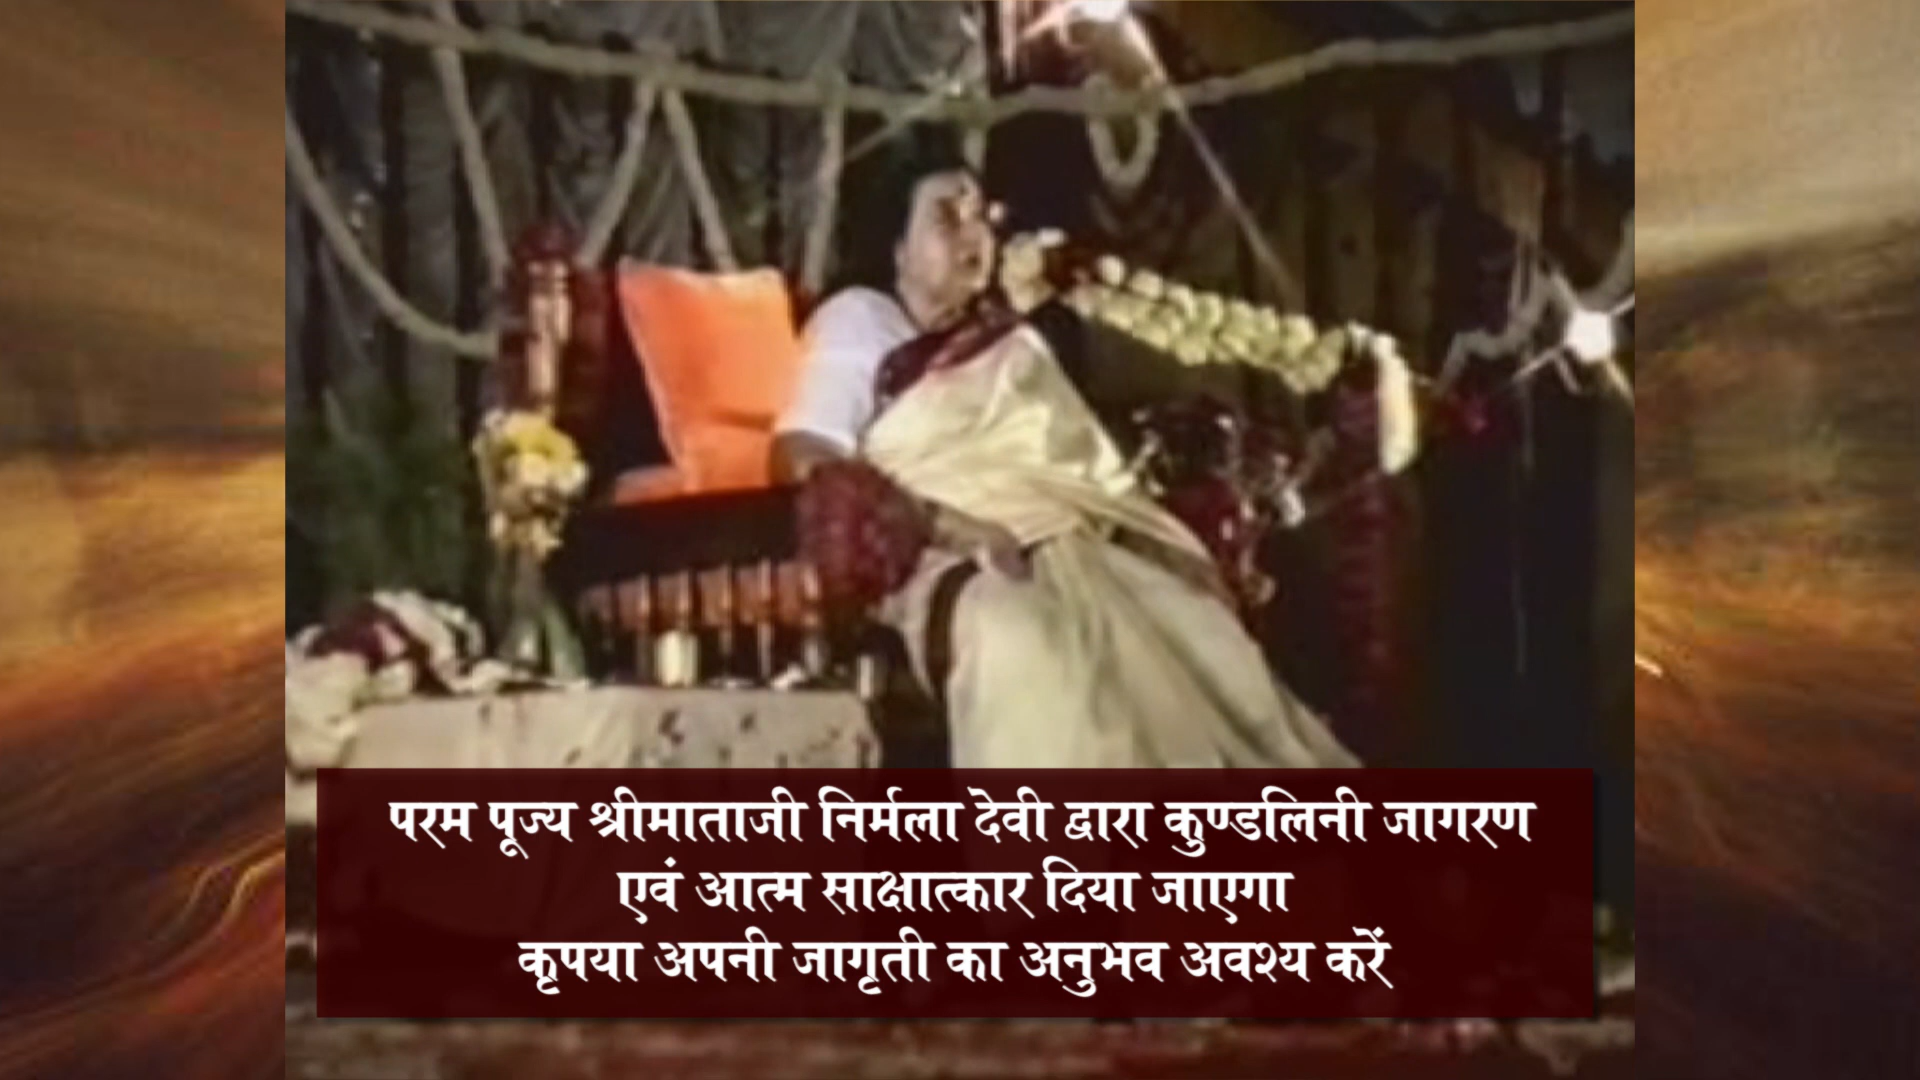 परम पूज्य श्रीमाताजी निर्मला देवी द्वारा कुण्डलिनी जागरण
एवं आत्म साक्षात्कार दिया जाएगा
कृपया अपनी जागृती का अनुभव अवश्य करें